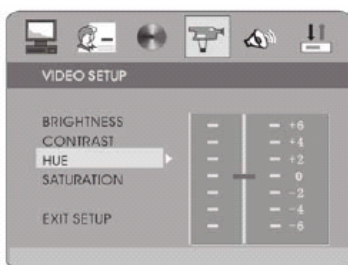 VIDEO SETUP
BRIGHTNESS
CONTRAST
HUE
SATURATION
EXIT SETUP
+6
+4
+2
0
-2
-4
-6